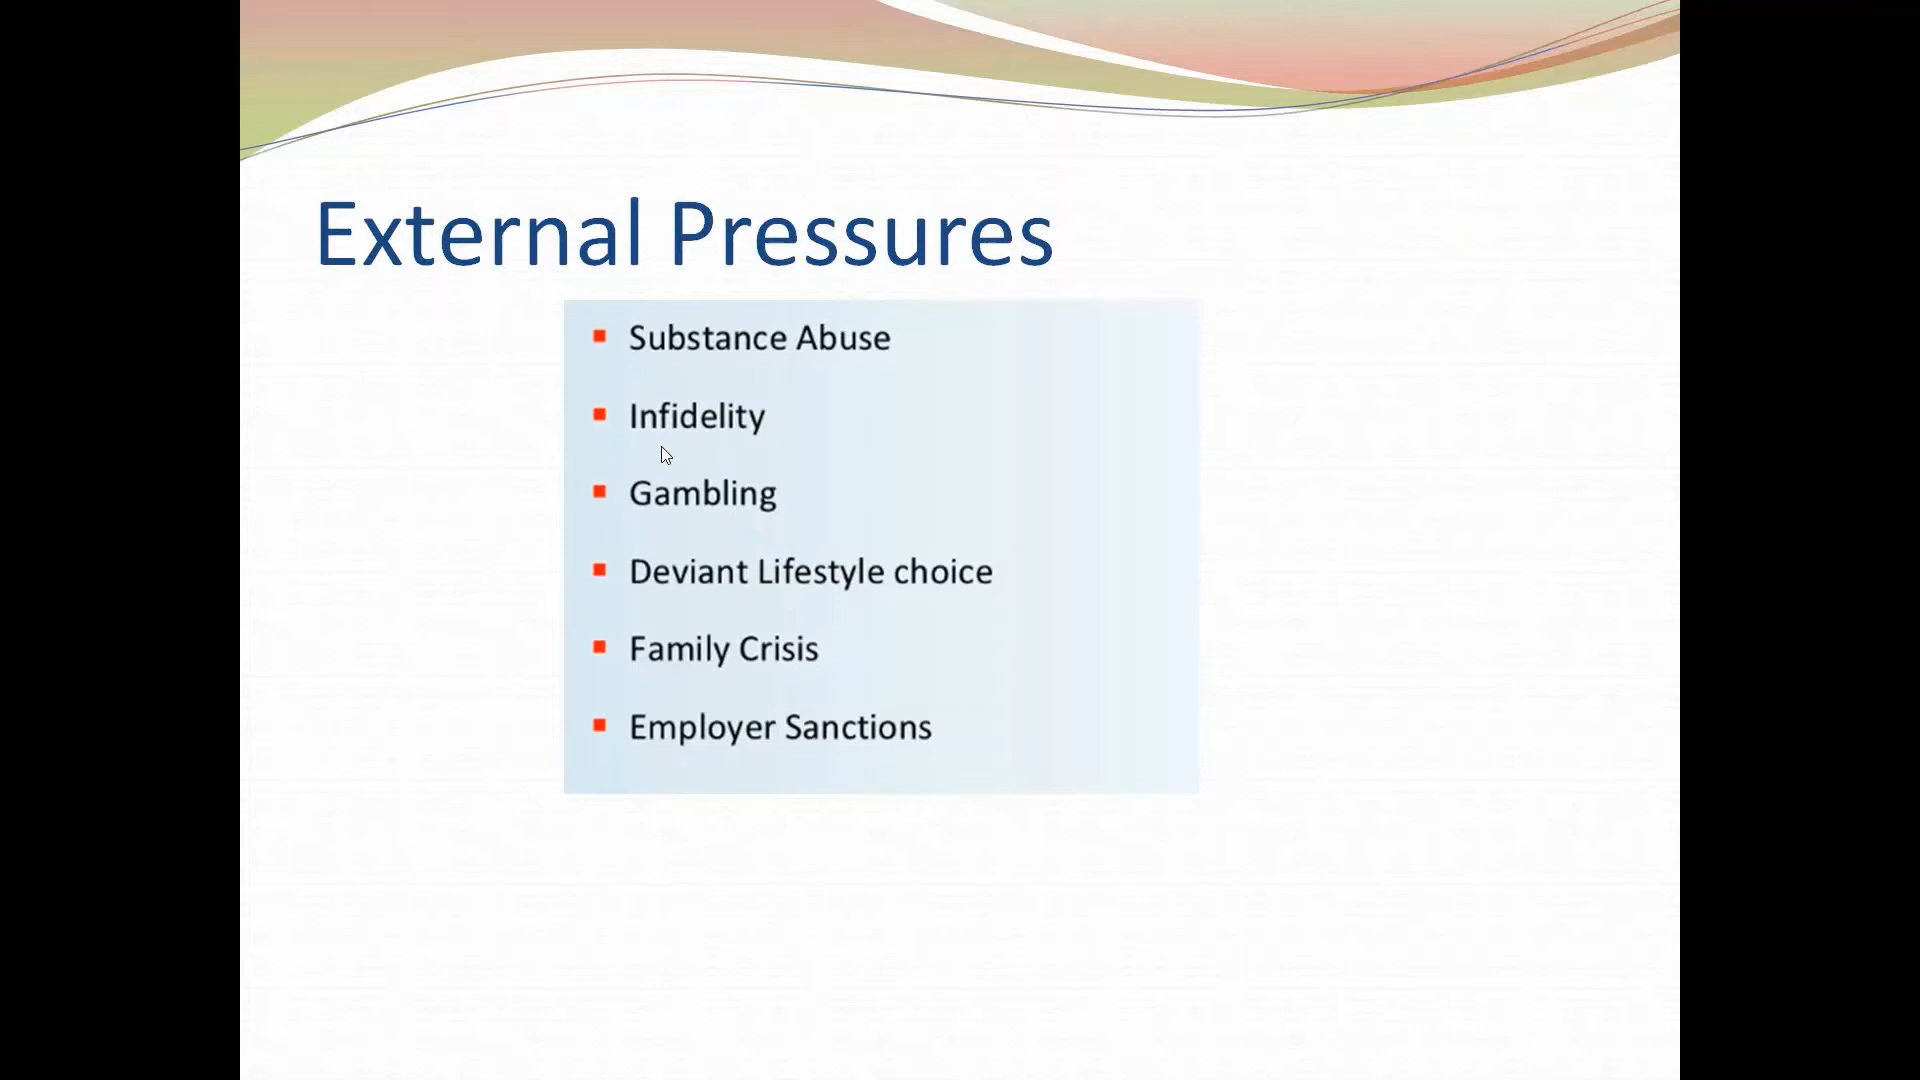 External Pressures
Substance Abuse
Infidelity
Gambling
Deviant Lifestyle choice
Family Crisis
Employer Sanctions